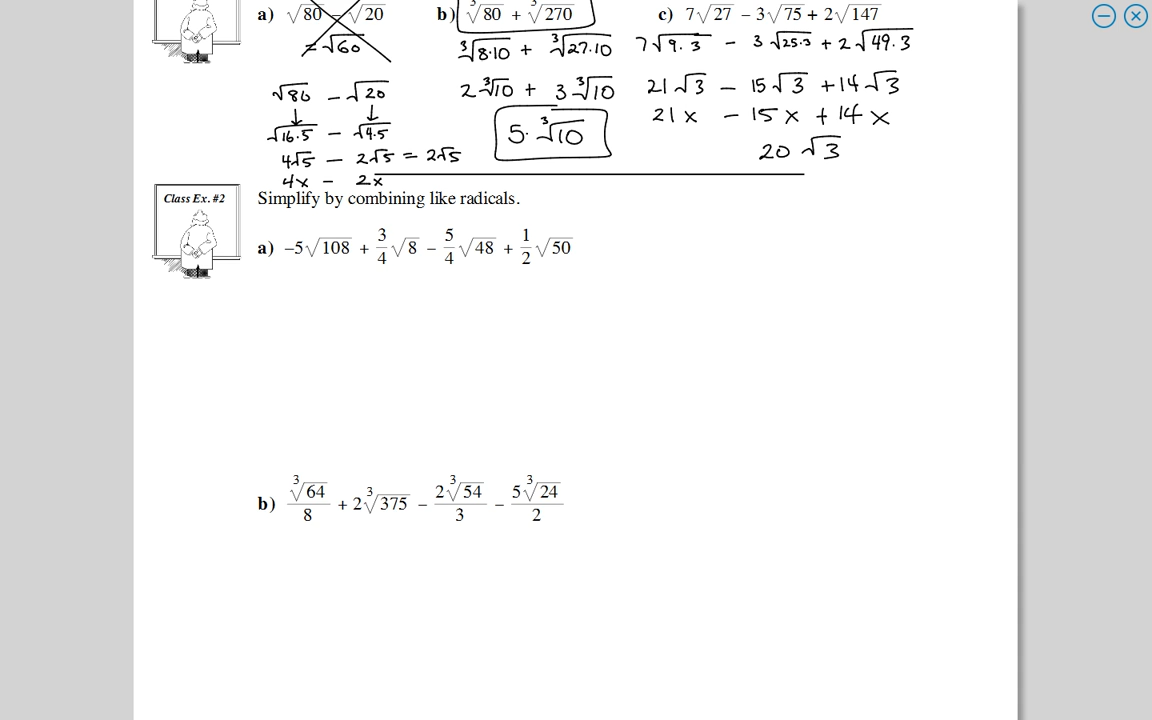 a) √80 – √20 b) ∛80 + ∛270 c) 7√27 – 3√75 + 2√147
≠ √60 ∛8·10 + ∛27·10 7√9·3 – 3√25·3 + 2√49·3
√80 – √20 2∛10 + 3∛10 21√3 – 15√3 + 14√3
↓ ↓ 21x – 15x + 14x
√16·5 – √4·5 5·∛10 20√3
4√5 – 2√5 = 2√5
4x – 2x
Class Ex. #2 Simplify by combining like radicals.
a) –5√108 + 3/4 √8 – 5/4 √48 + 1/2 √50
b) ∛64/8 + 2∛375 – 2∛54/3 – 5∛24/2